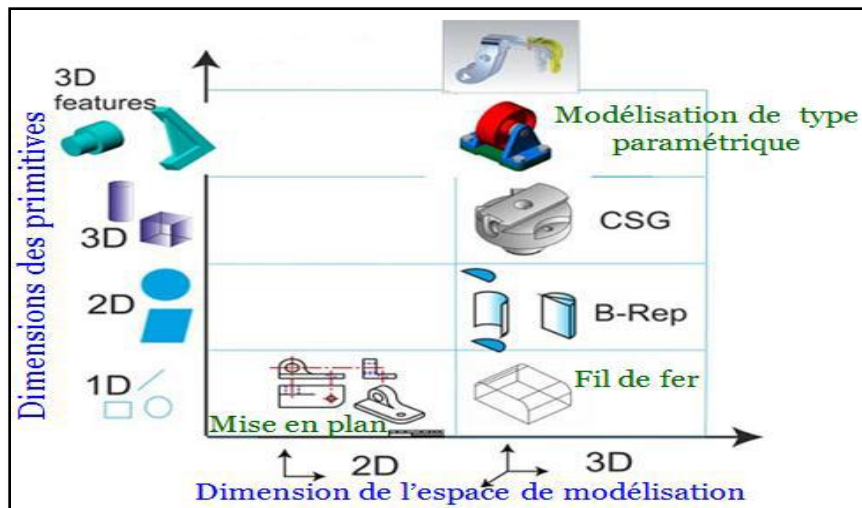 3D
features
Modélisation de type
paramétrique
3D
CSG
2D
B-Rep
1D
Fil de fer
Mise en plan
2D
3D
Dimensions des primitives
Dimension de l'espace de modélisation